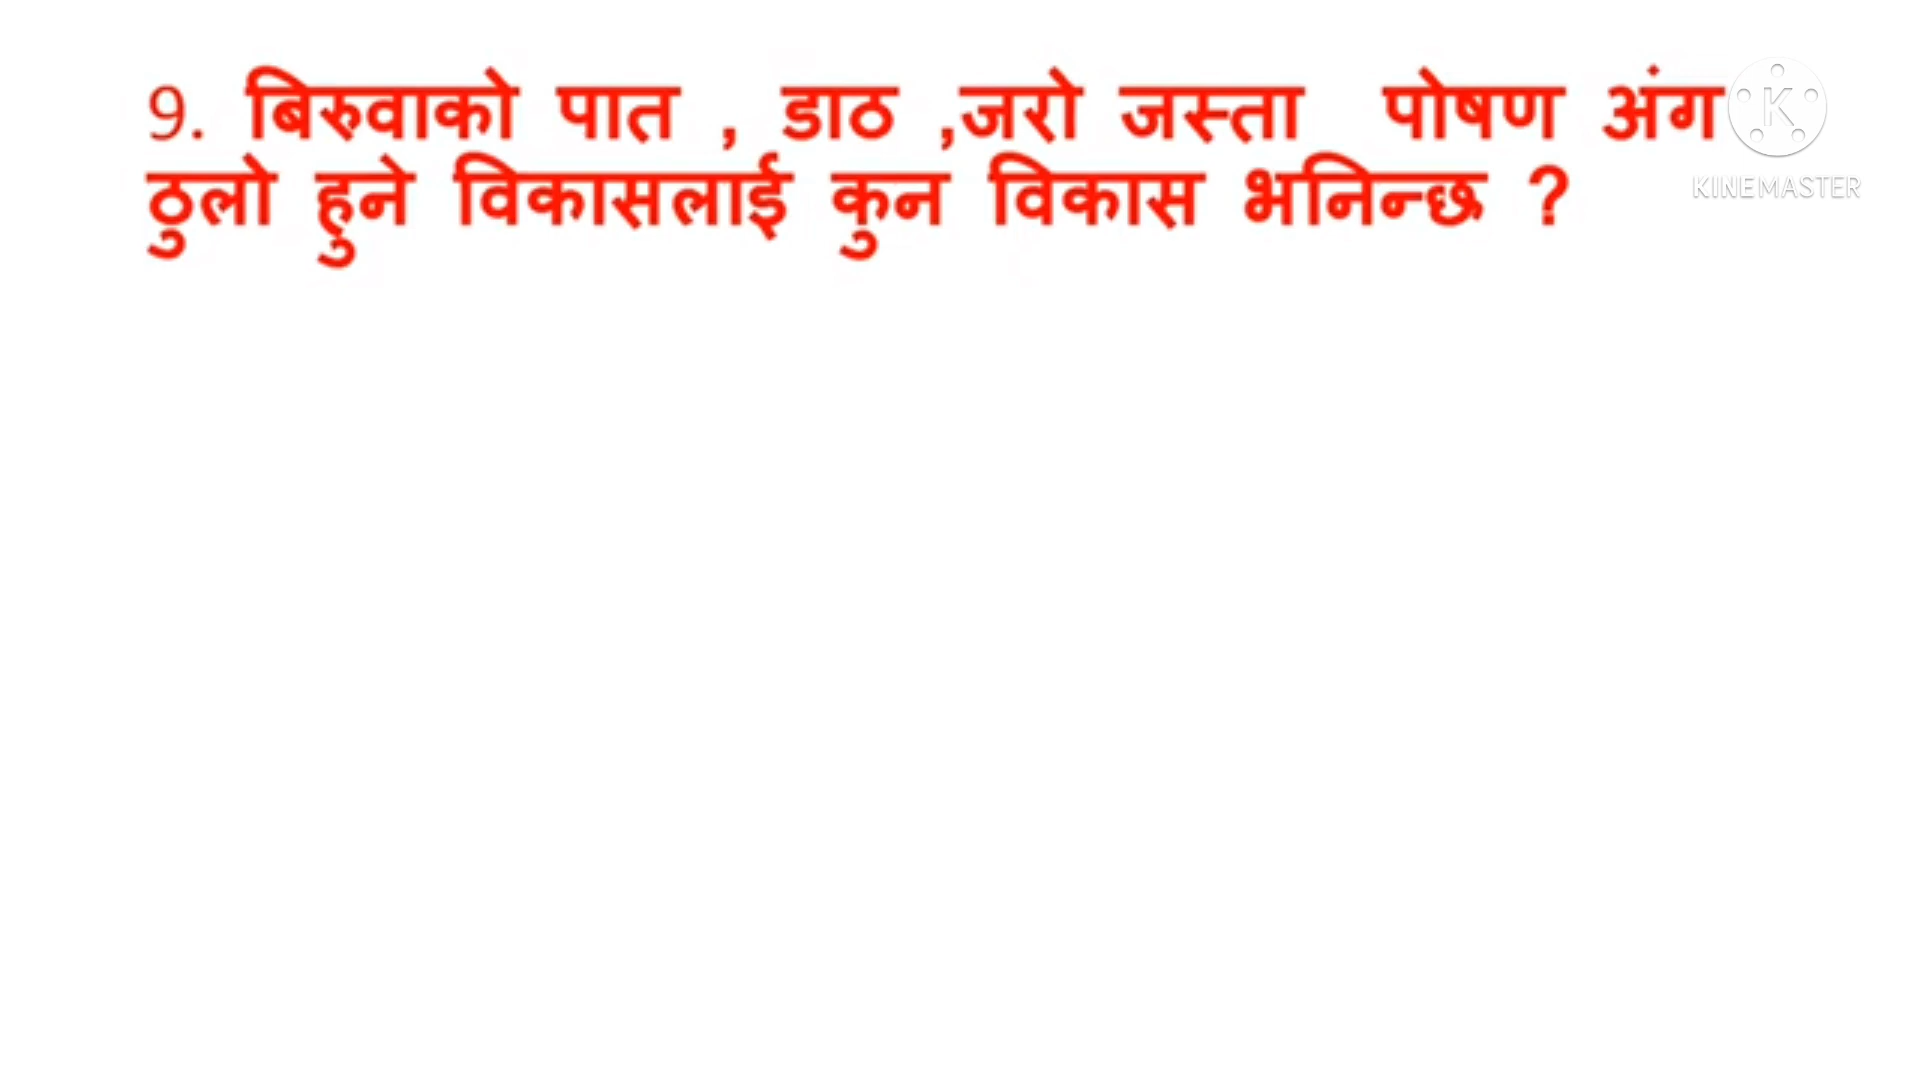 9. बिरुवाको पात , डाठ ,जरो जस्ता पोषण अंग
ठुलो हुने विकासलाई कुन विकास भनिन्छ ?
K
KINEMASTER